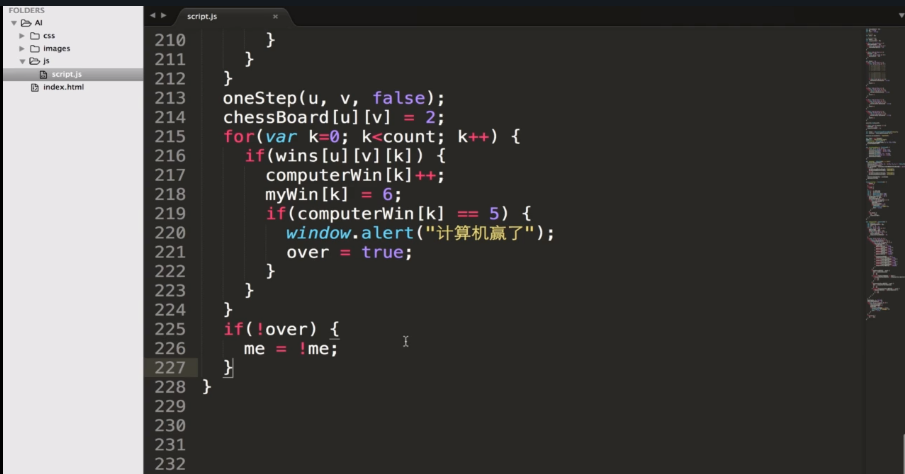 FOLDERS
AI
css
images
js
script.js
index.html
script.js
210 }
211 }
212 }
213 oneStep(u, v, false);
214 chessBoard[u][v] = 2;
215 for(var k=0; k<count; k++) {
216 if(wins[u][v][k]) {
217 computerWin[k]++;
218 myWin[k] = 6;
219 if(computerWin[k] == 5) {
220 window.alert("计算机赢了");
221 over = true;
222 }
223 }
224 }
225 if(!over) {
226 me = !me;
227 }
228 }
229
230
231
232